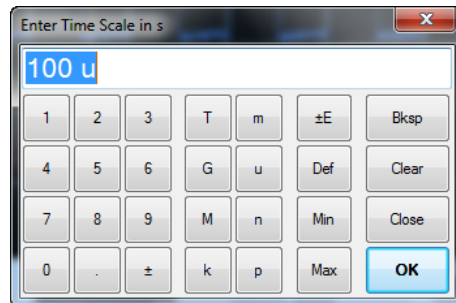 Enter Time Scale in s
100 u
1 2 3 T m ±E Bksp
4 5 6 G u Def Clear
7 8 9 M n Min Close
0 . ± k p Max OK